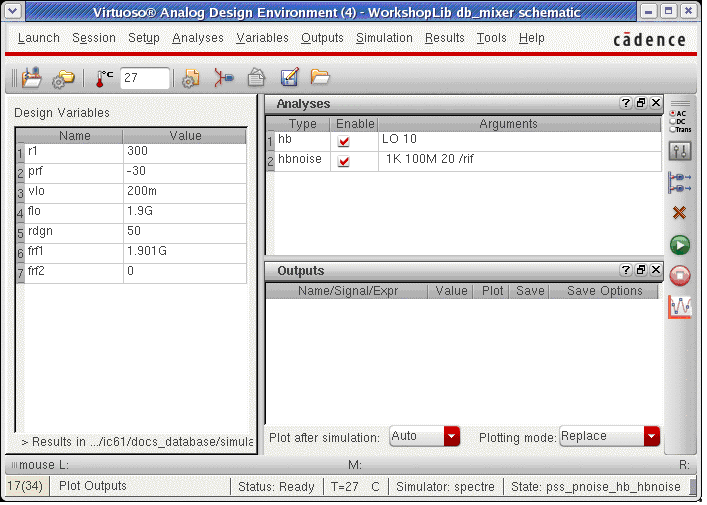 Virtuoso® Analog Design Environment (4) - WorkshopLib db_mixer schematic
Launch Session Setup Analyses Variables Outputs Simulation Results Tools Help cādence
°C 27
Design Variables
Name Value
1 r1 300
2 prf -30
3 vlo 200m
4 flo 1.9G
5 rdgn 50
6 frf1 1.901G
7 frf2 0
> Results in .../ic61/docs_database/simula
Analyses
Type Enable Arguments
1 hb LO 10
2 hbnoise 1K 100M 20 /rif
Outputs
Name/Signal/Expr Value Plot Save Save Options
Plot after simulation: Auto Plotting mode: Replace
AC
DC
Trans
mouse L: M: R:
17(34) Plot Outputs Status: Ready T=27 C Simulator: spectre State: pss_pnoise_hb_hbnoise